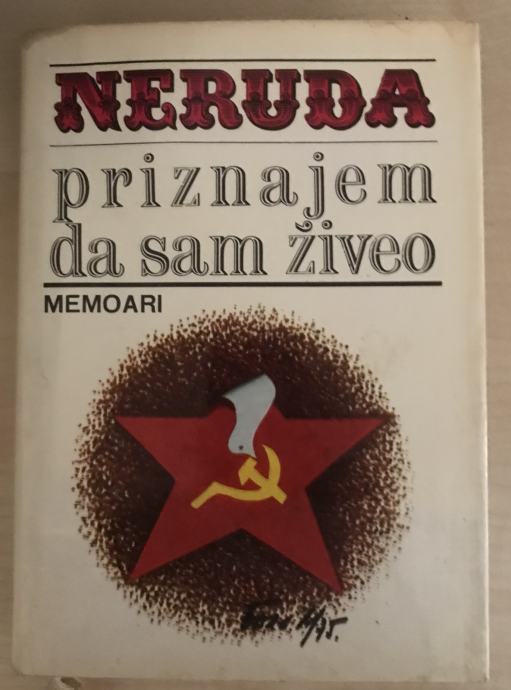 NERUDA
priznajem
da sam živeo
MEMOARI